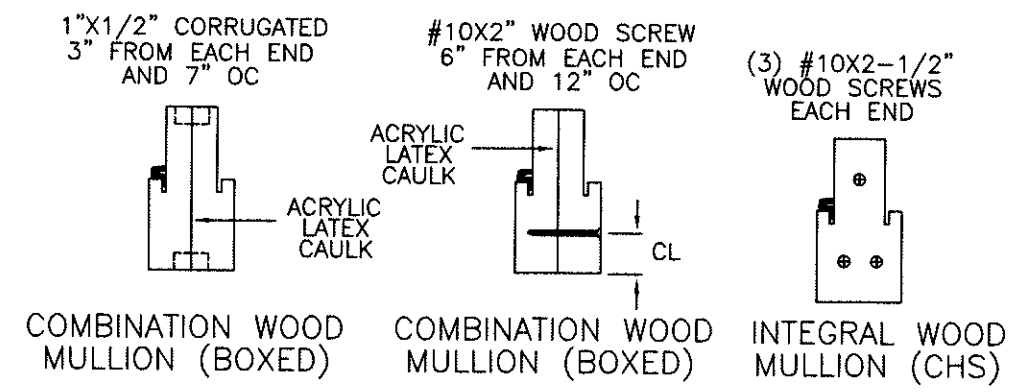 1"X1/2" CORRUGATED
3" FROM EACH END
AND 7" OC
ACRYLIC
LATEX
CAULK
COMBINATION WOOD
MULLION (BOXED)
#10X2" WOOD SCREW
6" FROM EACH END
AND 12" OC
ACRYLIC
LATEX
CAULK
CL
COMBINATION WOOD
MULLION (BOXED)
(3) #10X2-1/2"
WOOD SCREWS
EACH END
INTEGRAL WOOD
MULLION (CHS)